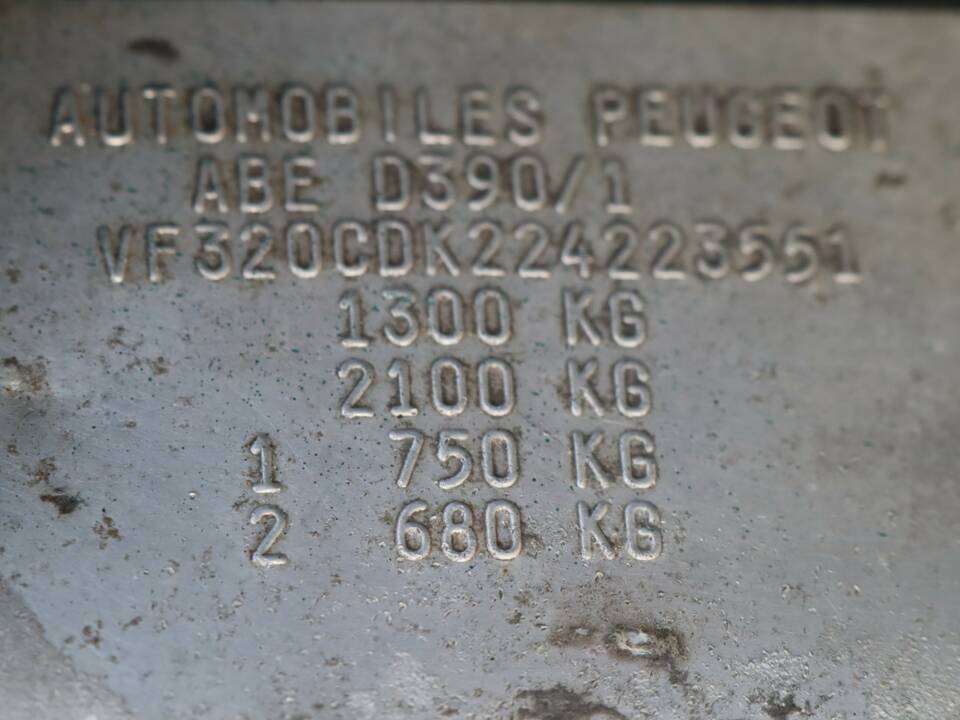 AUTOMOBILES PEUGEOT
ABE D390/1
VF320CDK224223551
1300 KG
2100 KG
1 750 KG
2 680 KG